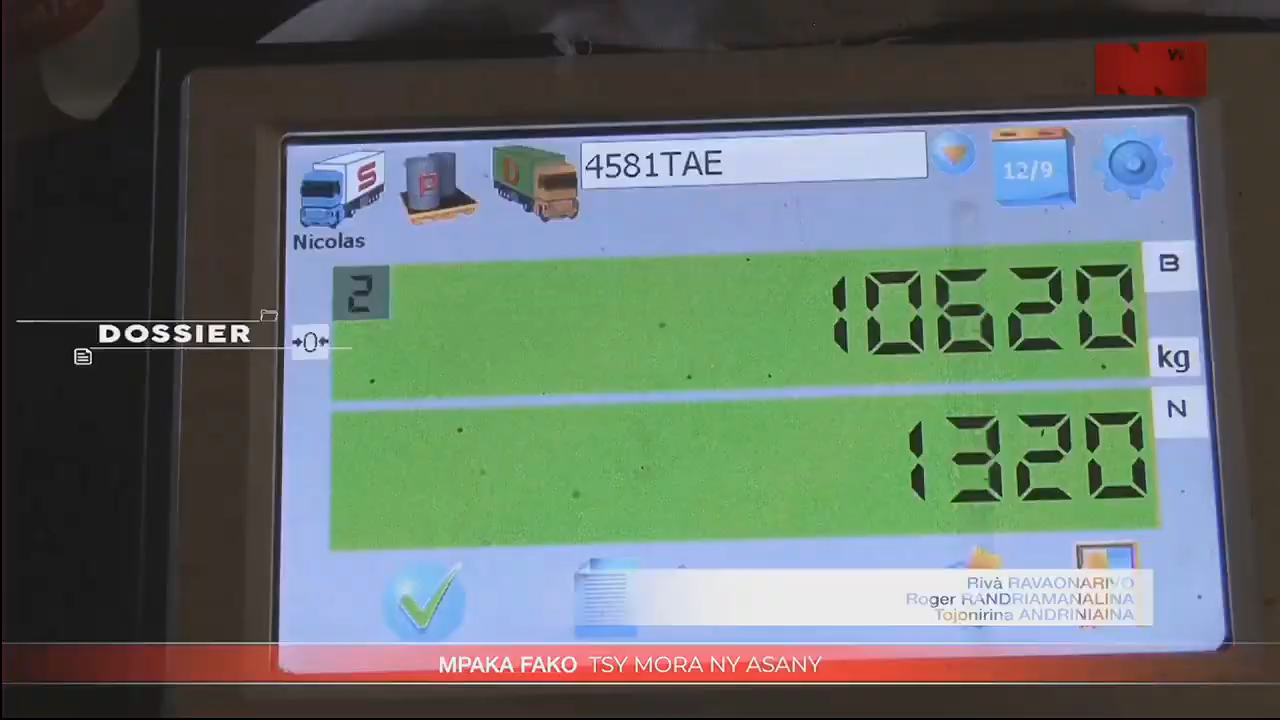 4581TAE
12/9
S
P
D
Nicolas
2
10620
B
→0←
kg
DOSSIER
1320
N
Rivà RAVAONARIVO
Roger RANDRIAMANALINA
Tojonirina ANDRINIAINA
MPAKA FAKO TSY MORA NY ASANY